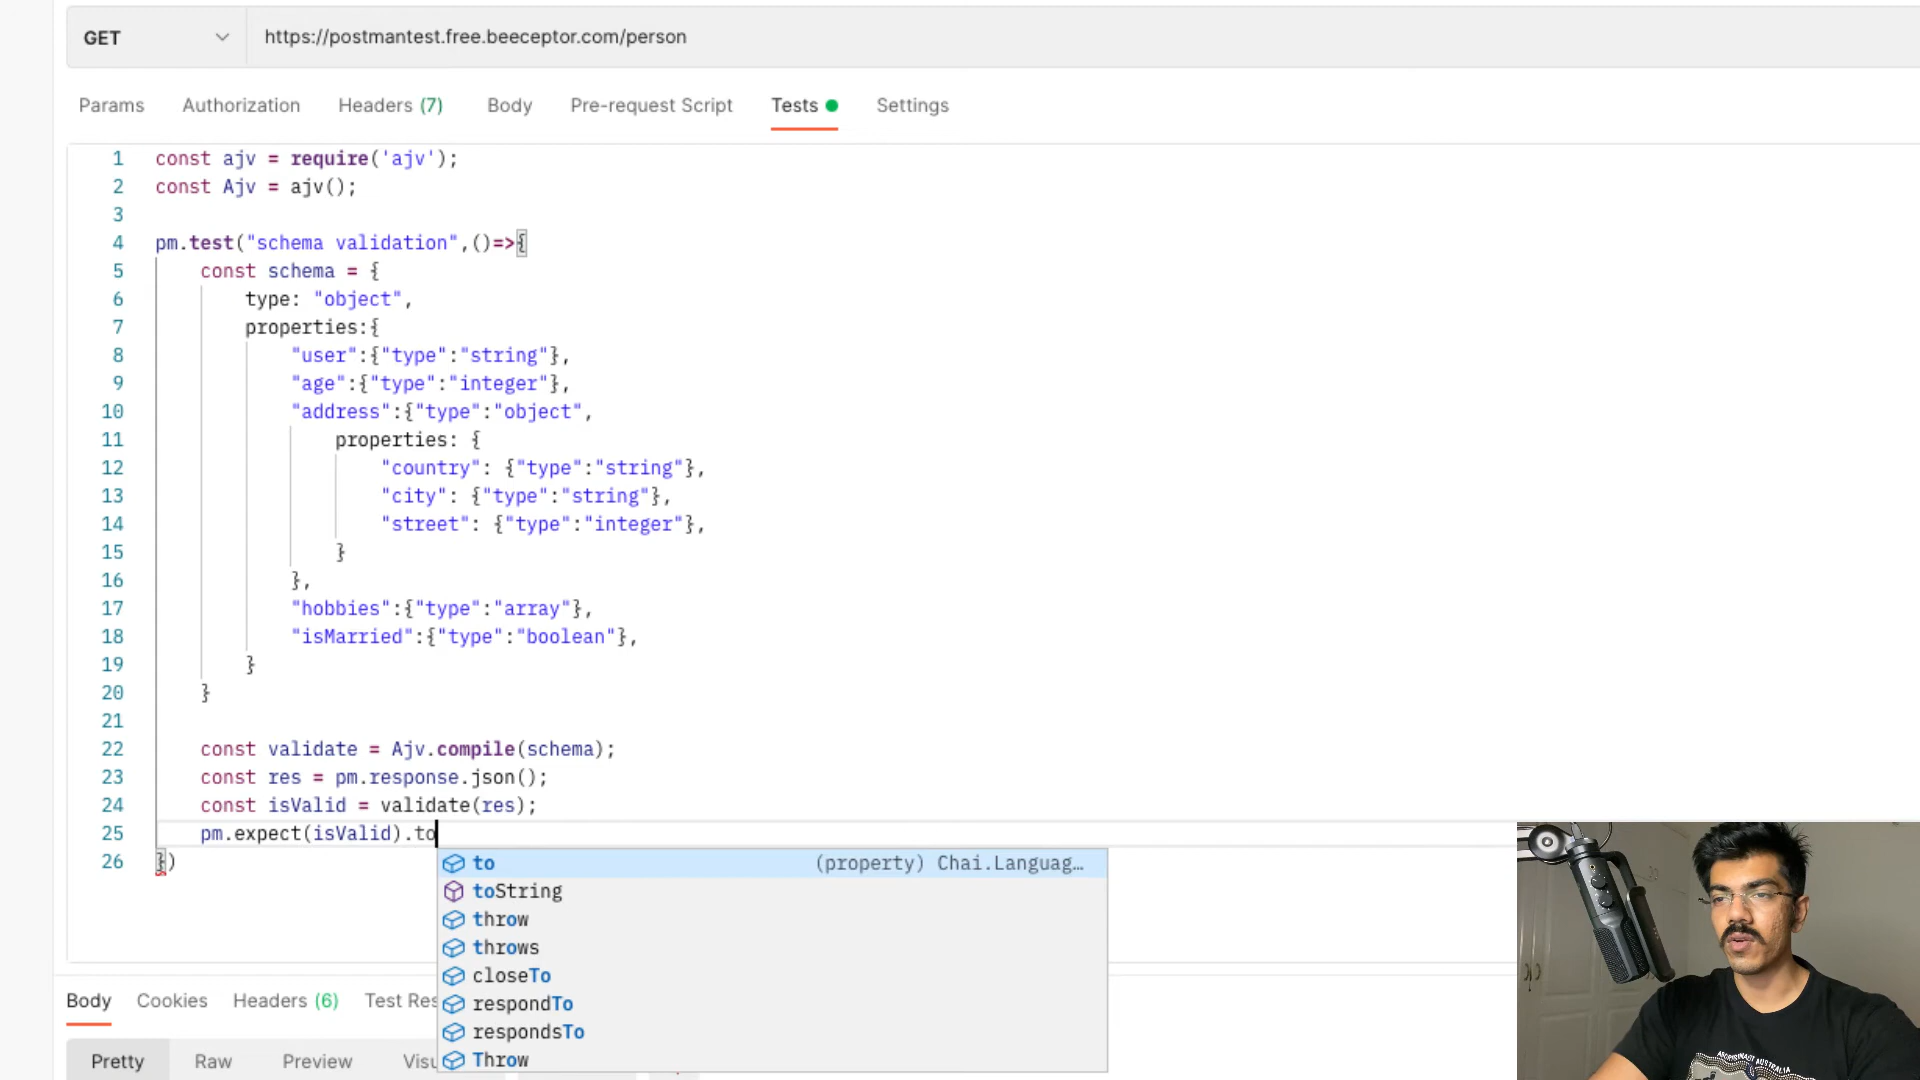 GET
https://postmantest.free.beeceptor.com/person
Params Authorization Headers (7) Body Pre-request Script Tests Settings
1 const ajv = require('ajv');
2 const Ajv = ajv();
3
4 pm.test("schema validation",()=>{
5 const schema = {
6 type: "object",
7 properties:{
8 "user":{"type":"string"},
9 "age":{"type":"integer"},
10 "address":{"type":"object",
11 properties: {
12 "country": {"type":"string"},
13 "city": {"type":"string"},
14 "street": {"type":"integer"},
15 }
16 },
17 "hobbies":{"type":"array"},
18 "isMarried":{"type":"boolean"},
19 }
20 }
21
22 const validate = Ajv.compile(schema);
23 const res = pm.response.json();
24 const isValid = validate(res);
25 pm.expect(isValid).to
26 })
to (property) Chai.Languag…
toString
throw
throws
closeTo
respondTo
respondsTo
Throw
Body Cookies Headers (6) Test Res
Pretty Raw Preview Visu